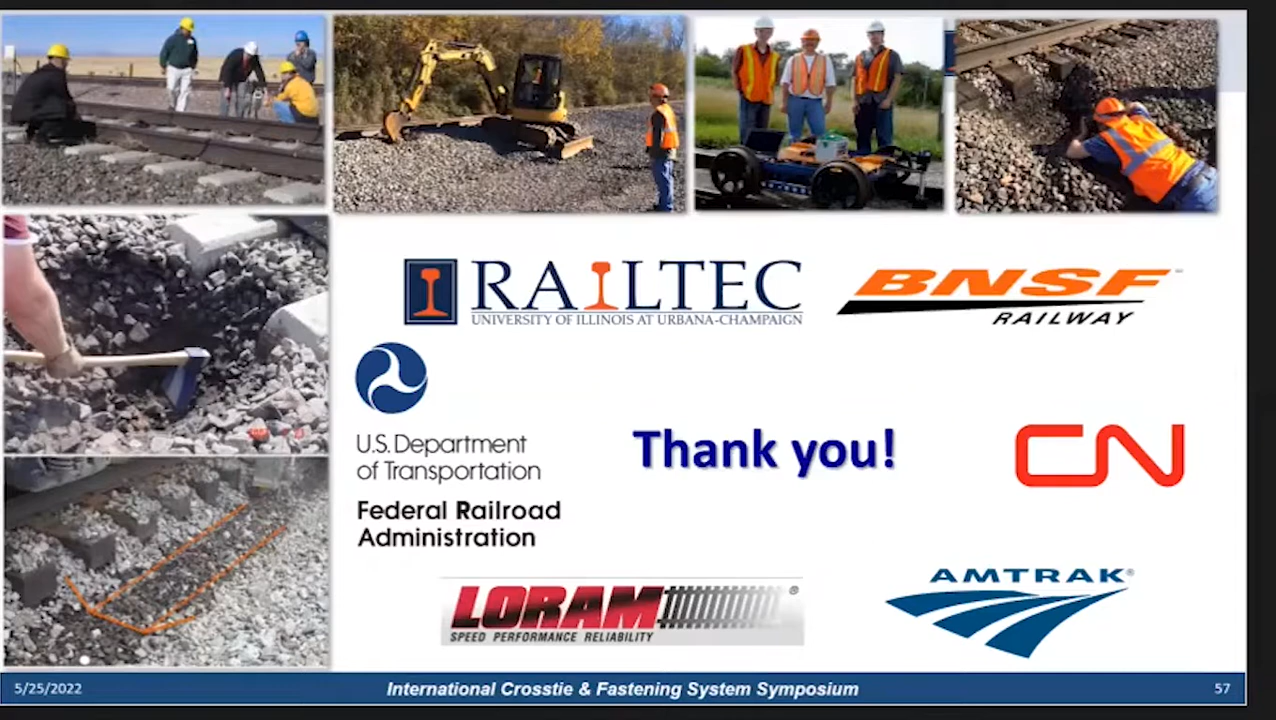 RAILTEC
UNIVERSITY OF ILLINOIS AT URBANA-CHAMPAIGN
BNSF
RAILWAY
U.S. Department
of Transportation
Federal Railroad
Administration
Thank you!
CN
LORAM®
SPEED PERFORMANCE RELIABILITY
AMTRAK®
5/25/2022
International Crosstie & Fastening System Symposium
57